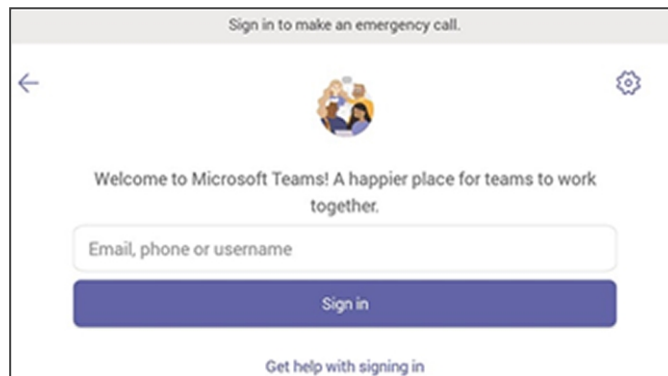 Sign in to make an emergency call.
Welcome to Microsoft Teams! A happier place for teams to work
together.
Email, phone or username
Sign in
Get help with signing in